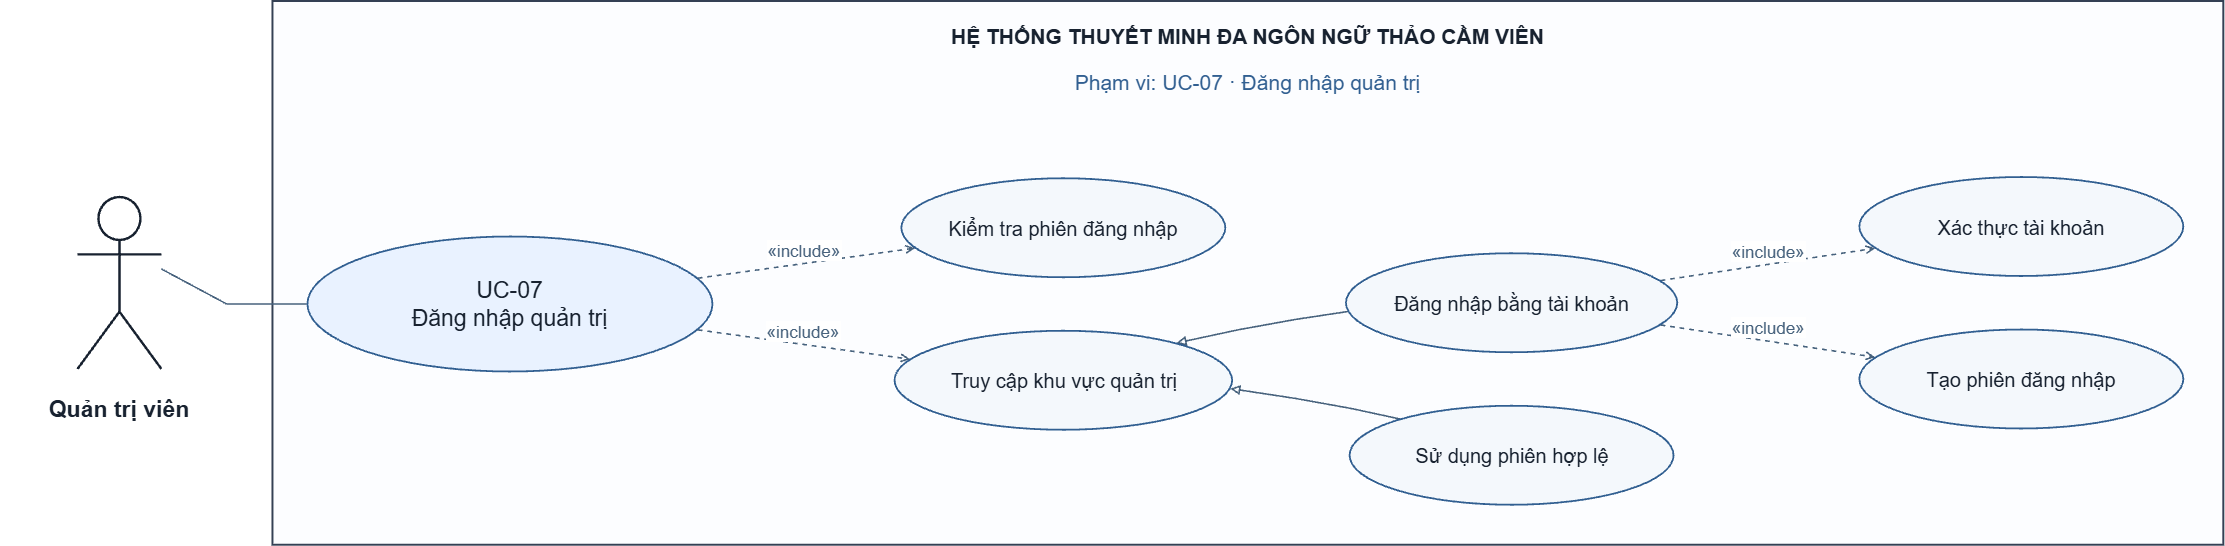 HỆ THỐNG THUYẾT MINH ĐA NGÔN NGỮ THẢO CẦM VIÊN
Phạm vi: UC-07 · Đăng nhập quản trị
Quản trị viên
UC-07
Đăng nhập quản trị
«include»
«include»
Kiểm tra phiên đăng nhập
Truy cập khu vực quản trị
Đăng nhập bằng tài khoản
Sử dụng phiên hợp lệ
«include»
«include»
Xác thực tài khoản
Tạo phiên đăng nhập